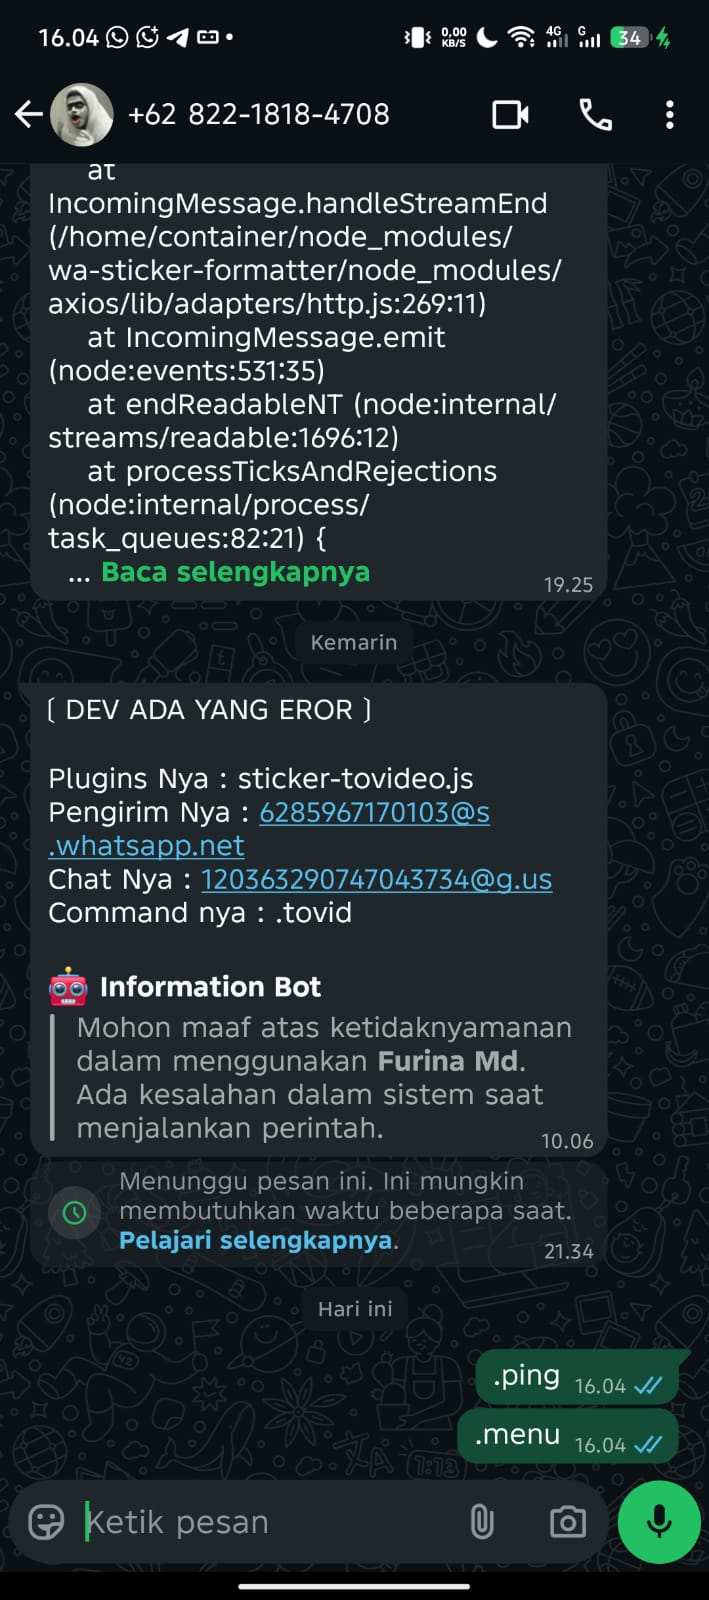 16.04
0,00
KB/S
4G
G
34
+62 822-1818-4708
at
IncomingMessage.handleStreamEnd
(/home/container/node_modules/
wa-sticker-formatter/node_modules/
axios/lib/adapters/http.js:269:11)
at IncomingMessage.emit
(node:events:531:35)
at endReadableNT (node:internal/
streams/readable:1696:12)
at processTicksAndRejections
(node:internal/process/
task_queues:82:21) {
... Baca selengkapnya
19.25
Kemarin
[ DEV ADA YANG EROR ]
Plugins Nya : sticker-tovideo.js
Pengirim Nya : 6285967170103@s
.whatsapp.net
Chat Nya : 120363290747043734@g.us
Command nya : .tovid
Information Bot
Mohon maaf atas ketidaknyamanan
dalam menggunakan Furina Md.
Ada kesalahan dalam sistem saat
menjalankan perintah.
10.06
Menunggu pesan ini. Ini mungkin
membutuhkan waktu beberapa saat.
Pelajari selengkapnya.
21.34
Hari ini
.ping 16.04
.menu 16.04
Ketik pesan